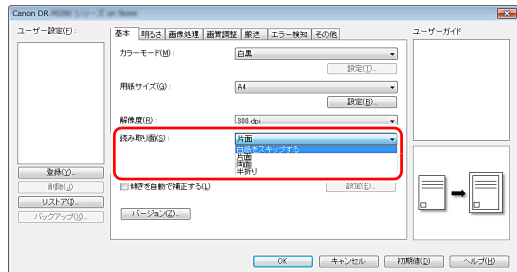 Canon DR-
on None
ユーザー設定(F):
登録(Y)...
削除(J)
リストア(I)...
バックアップ(X)...
基本
明るさ
画像処理
画質調整
搬送
エラー検知
その他
カラーモード(M):
白黒
設定(T)...
用紙サイズ(G):
A4
設定(B)...
解像度(R):
300 dpi
読み取り面(S):
片面
白紙をスキップする
片面
両面
半折り
傾きを自動で補正する(L)
設定(E)...
バージョン(Z)...
ユーザーガイド
OK
キャンセル
初期値(D)
ヘルプ(H)